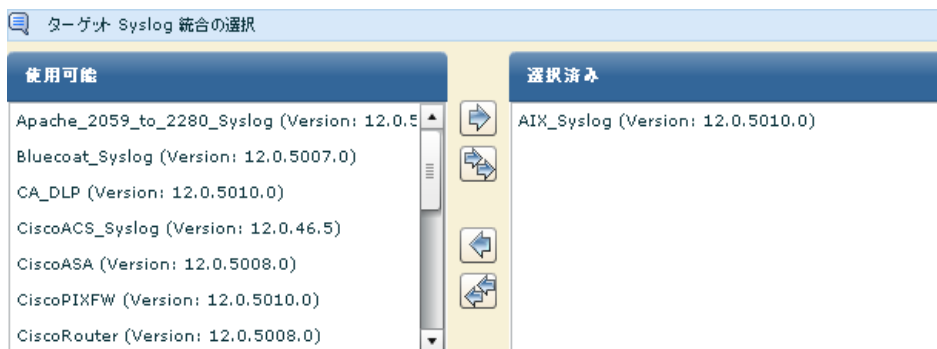 ターゲット Syslog 統合の選択
使用可能
選択済み
Apache_2059_to_2280_Syslog (Version: 12.0.5
Bluecoat_Syslog (Version: 12.0.5007.0)
CA_DLP (Version: 12.0.5010.0)
CiscoACS_Syslog (Version: 12.0.46.5)
CiscoASA (Version: 12.0.5008.0)
CiscoPIXFW (Version: 12.0.5010.0)
CiscoRouter (Version: 12.0.5008.0)
AIX_Syslog (Version: 12.0.5010.0)